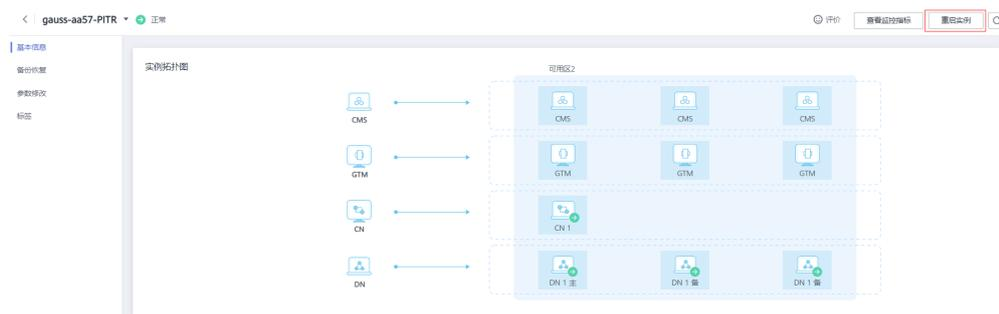 gauss-aa57-PITR 正常 评价 查看监控指标 重启实例
基本信息
备份恢复
参数修改
标签
实例拓扑图
可用区2
CMS CMS CMS CMS
GTM GTM GTM GTM
CN CN 1
DN DN 1 主 DN 1 备 DN 1 备